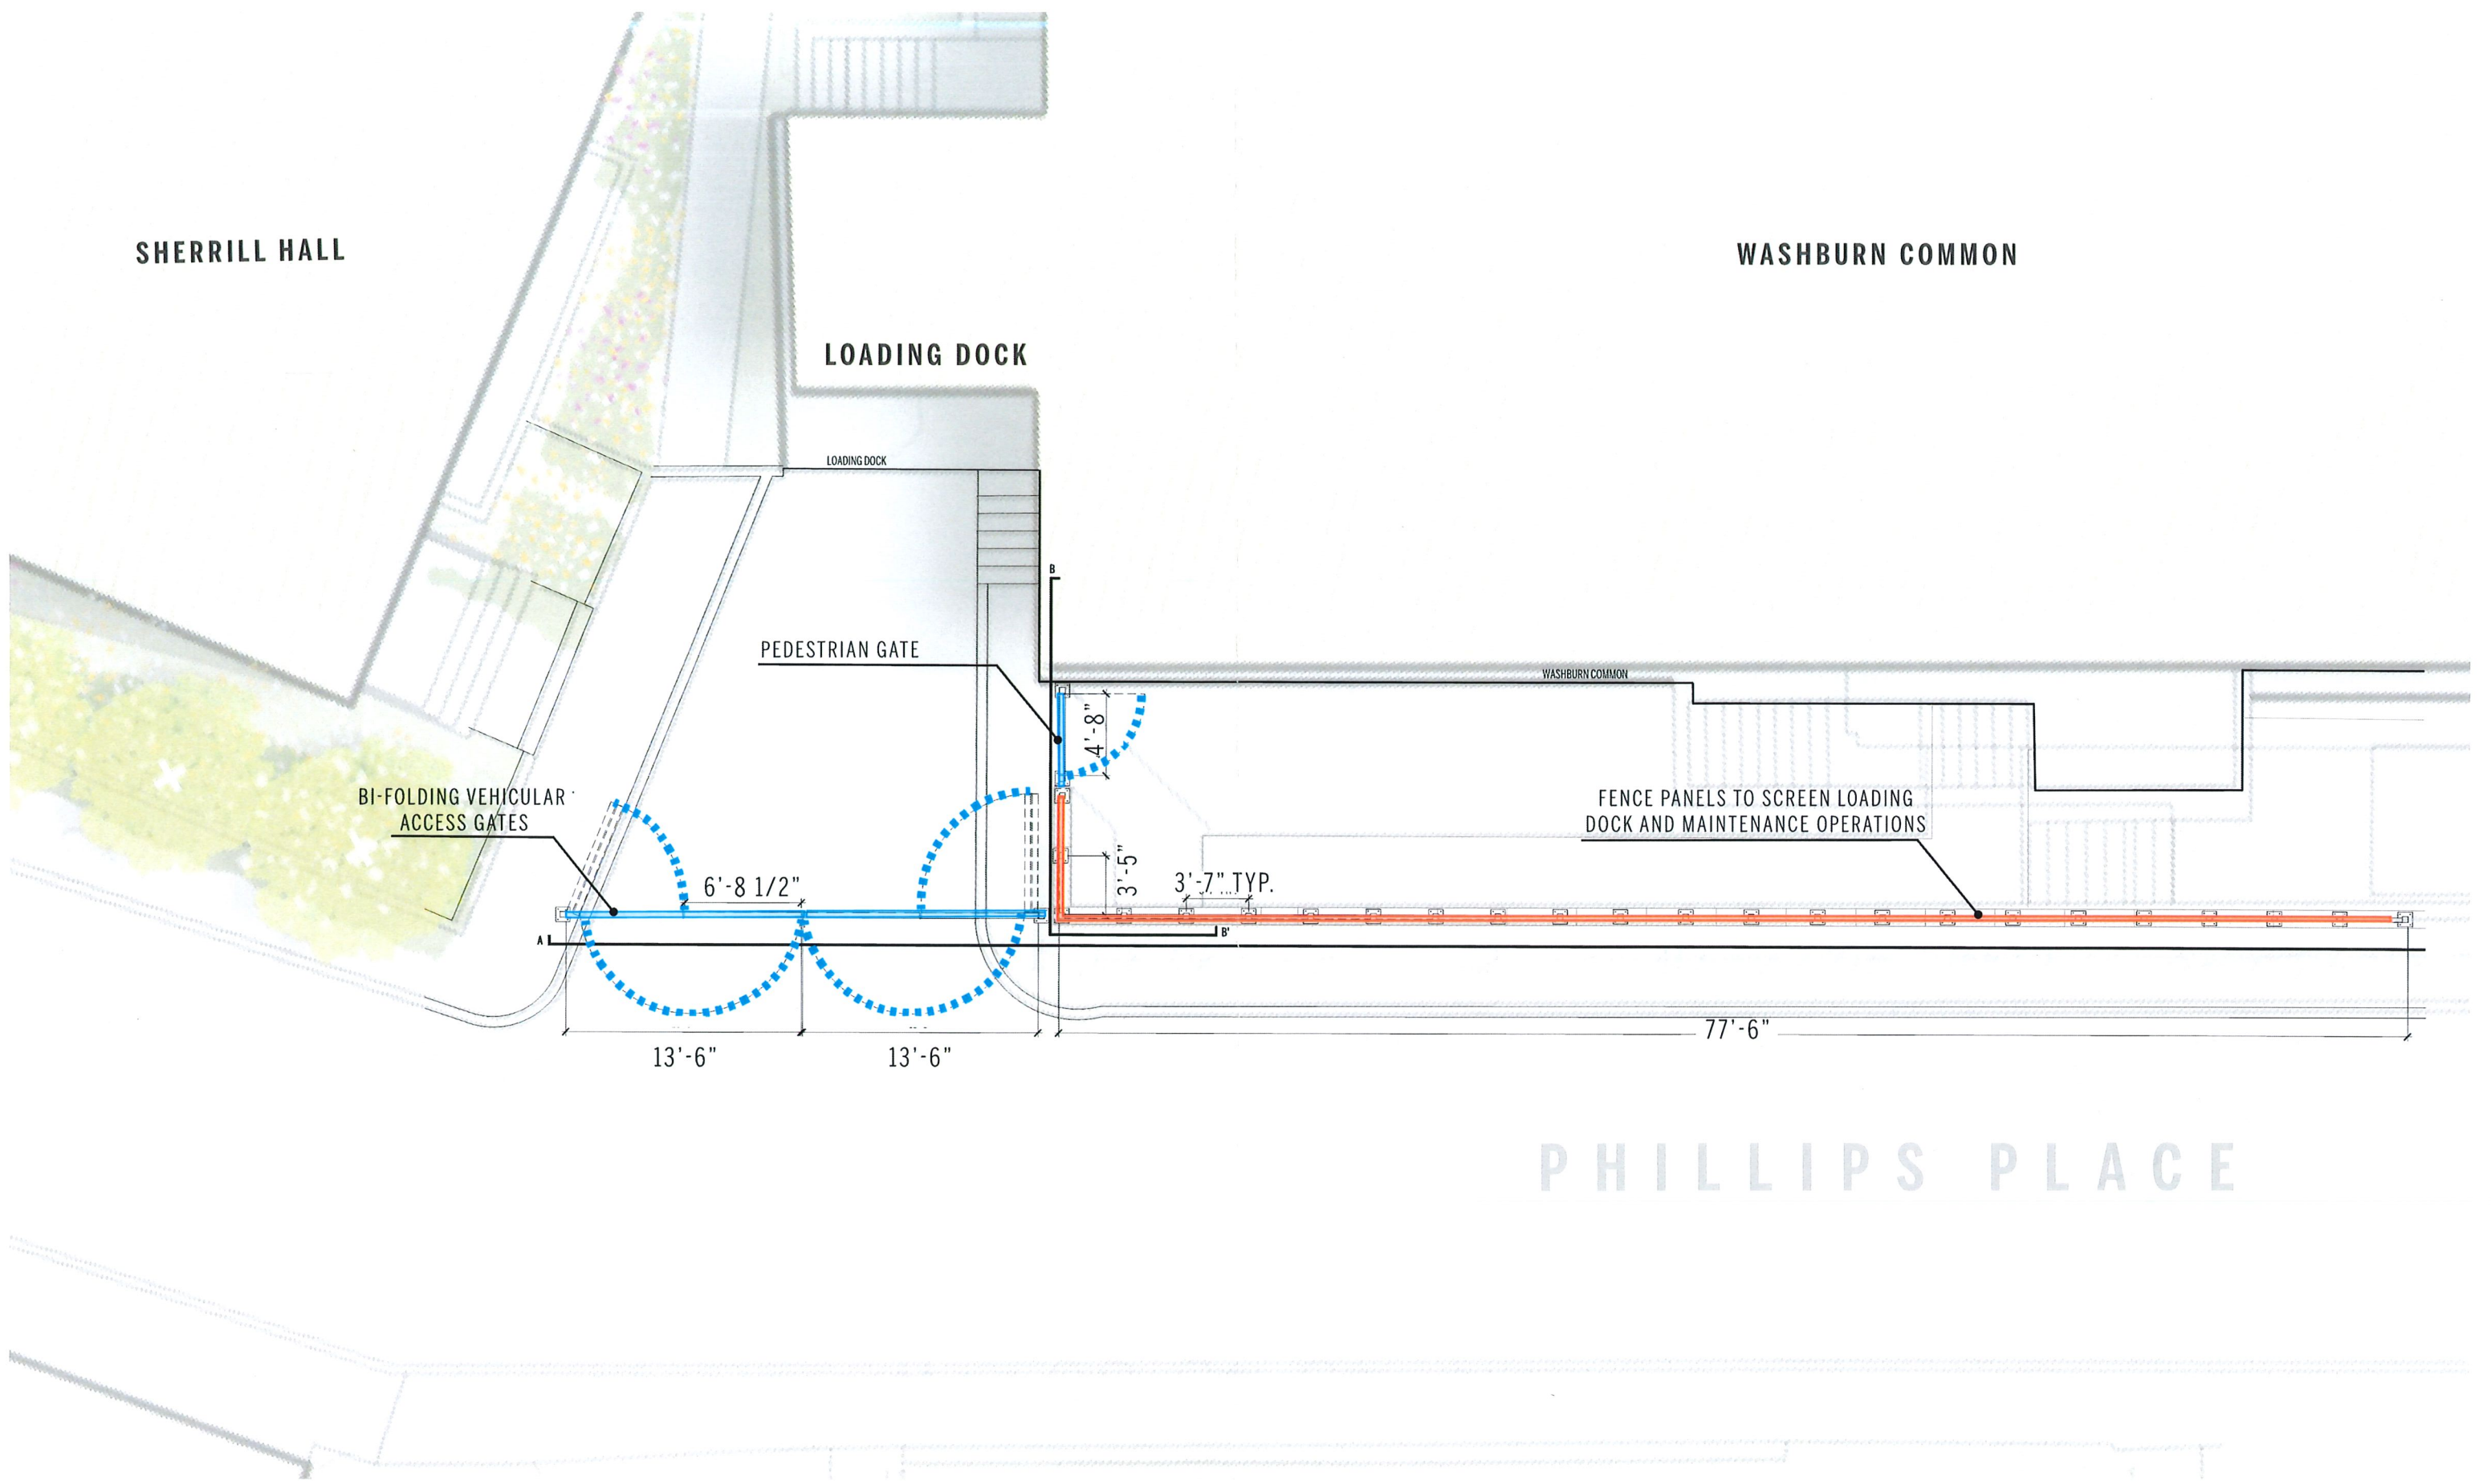 SHERRILL HALL
WASHBURN COMMON
LOADING DOCK
LOADING DOCK
B
PEDESTRIAN GATE
WASHBURN COMMON
4'-8"
BI-FOLDING VEHICULAR
ACCESS GATES
FENCE PANELS TO SCREEN LOADING
DOCK AND MAINTENANCE OPERATIONS
6'-8 1/2"
3'-5"
3'-7" TYP.
A
B'
77'-6"
13'-6"
13'-6"
PHILLIPS PLACE